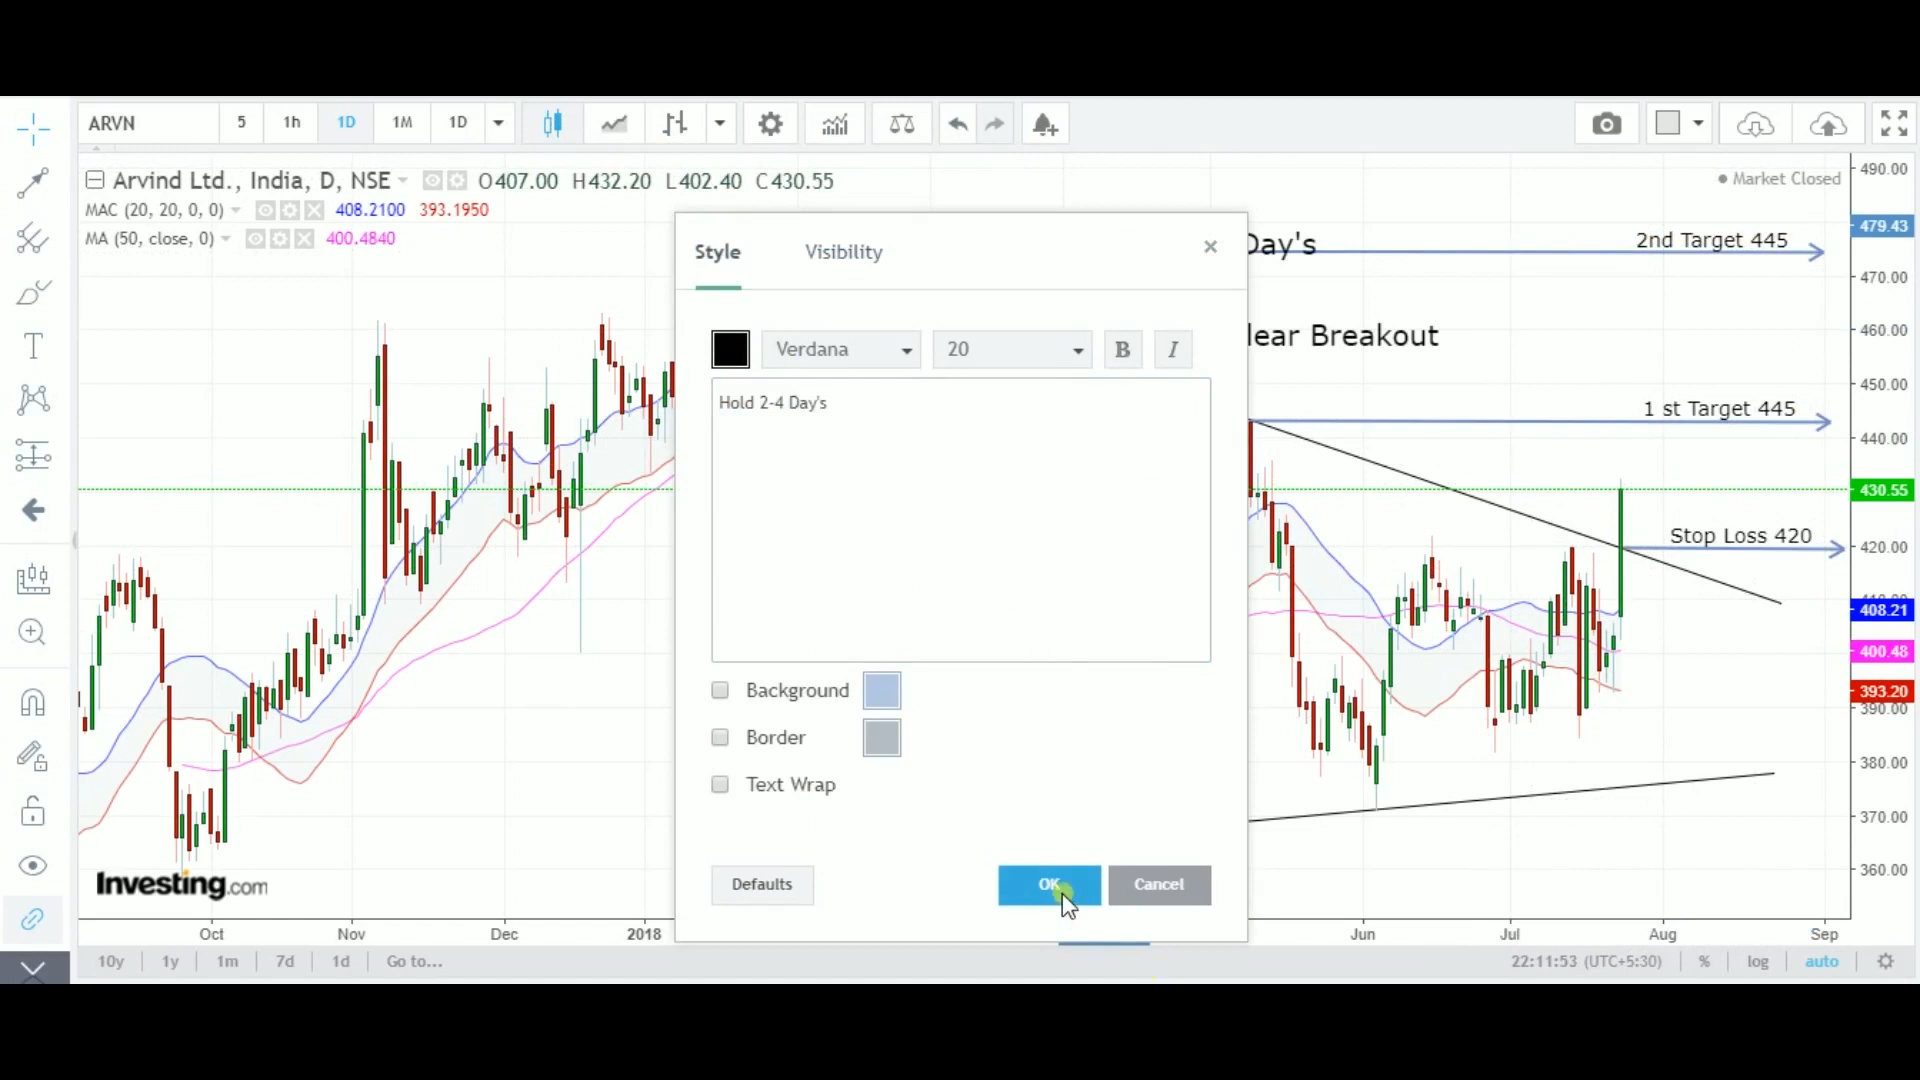 ARVN 5 1h 1D 1M 1D
Arvind Ltd., India, D, NSE O407.00 H432.20 L402.40 C430.55
Market Closed
MAC (20, 20, 0, 0) 408.2100 393.1950
MA (50, close, 0) 400.4840
Style Visibility
Verdana 20 B I
Hold 2-4 Day's
Background
Border
Text Wrap
Defaults OK Cancel
Day's
2nd Target 445
lear Breakout
1 st Target 445
Stop Loss 420
490.00
479.43
470.00
460.00
450.00
440.00
430.55
420.00
408.21
400.48
393.20
390.00
380.00
370.00
360.00
Investing.com
Oct Nov Dec 2018 Jun Jul Aug Sep
10y 1y 1m 7d 1d Go to... 22:11:53 (UTC+5:30) % log auto